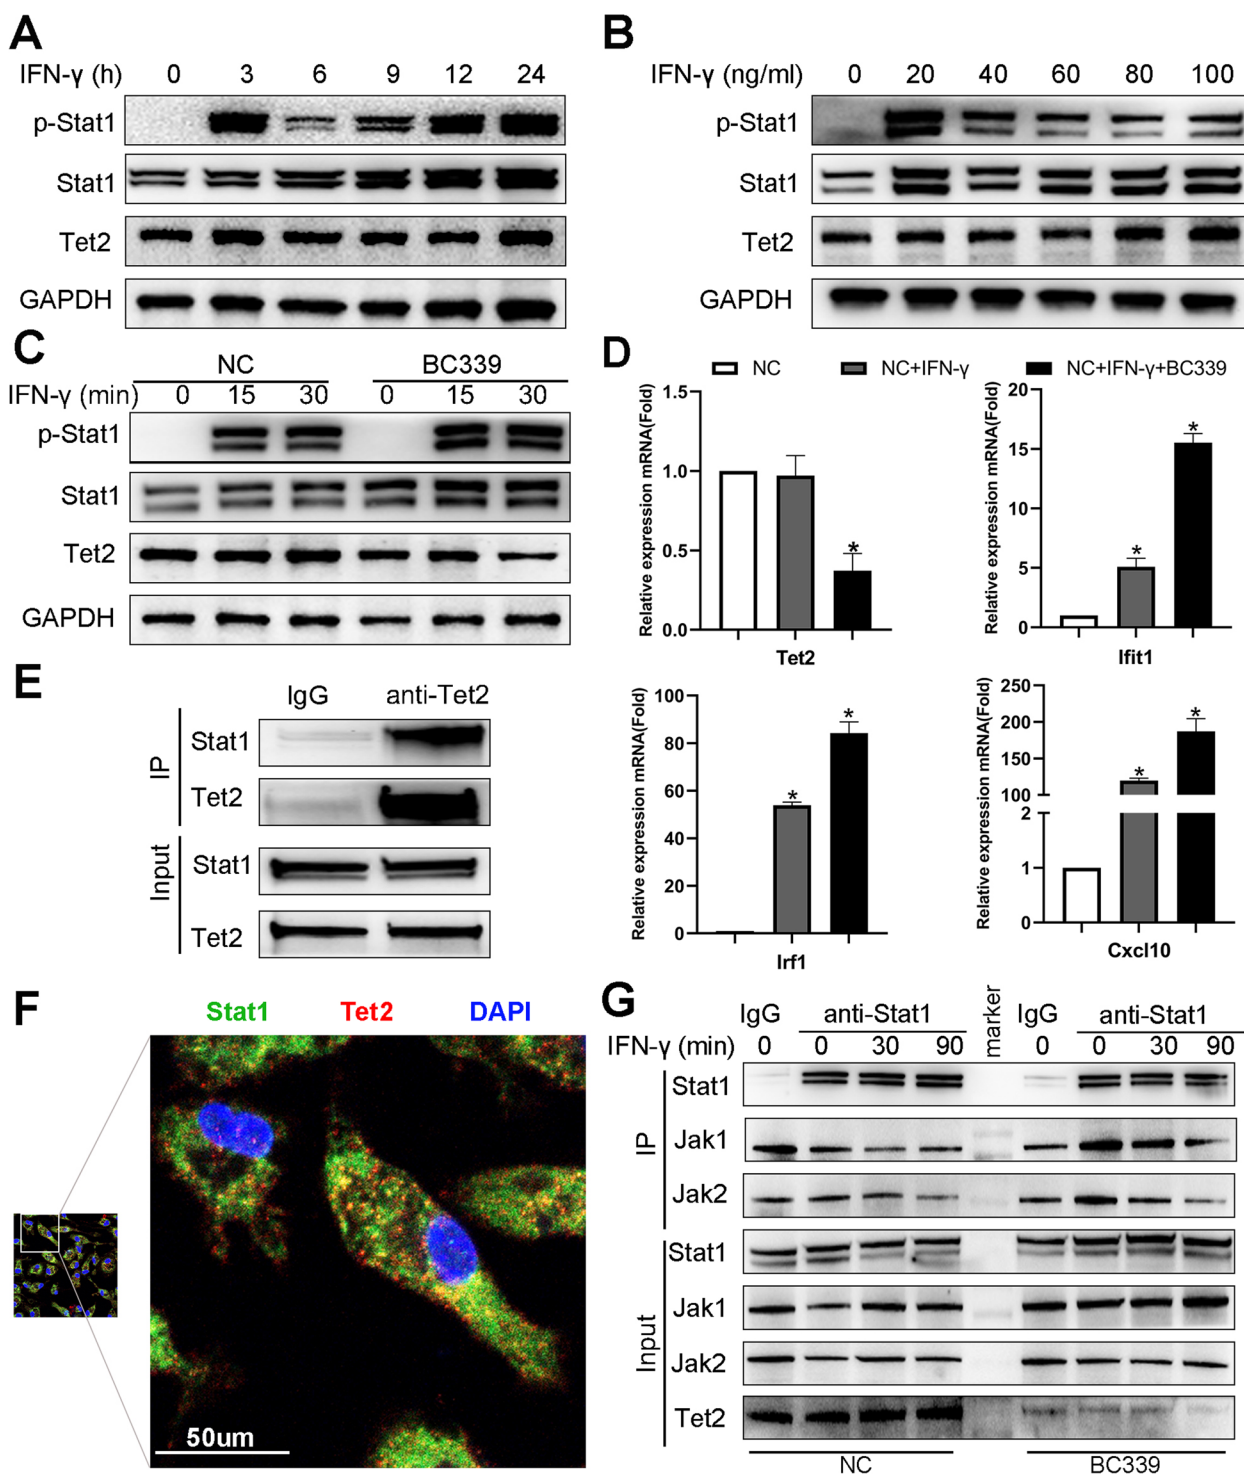 A
IFN-γ (h) 0 3 6 9 12 24
p-Stat1
Stat1
Tet2
GAPDH
B
IFN-γ (ng/ml) 0 20 40 60 80 100
p-Stat1
Stat1
Tet2
GAPDH
C
NC BC339
IFN-γ (min) 0 15 30 0 15 30
p-Stat1
Stat1
Tet2
GAPDH
D
NC NC+IFN-γ NC+IFN-γ+BC339
Relative expression mRNA(Fold)
1.5
1.0
0.5
0.0
*
Tet2
Relative expression mRNA(Fold)
20
15
10
5
0
* *
Ifit1
Relative expression mRNA(Fold)
100
80
60
40
20
0
* *
Irf1
Relative expression mRNA(Fold)
250
200
150
100
2
1
0
* *
Cxcl10
E
IgG anti-Tet2
IP
Stat1
Tet2
Input
Stat1
Tet2
F
Stat1 Tet2 DAPI
50um
G
IgG anti-Stat1 marker IgG anti-Stat1
IFN-γ (min) 0 0 30 90 0 0 30 90
IP
Stat1
Jak1
Jak2
Input
Stat1
Jak1
Jak2
Tet2
NC BC339